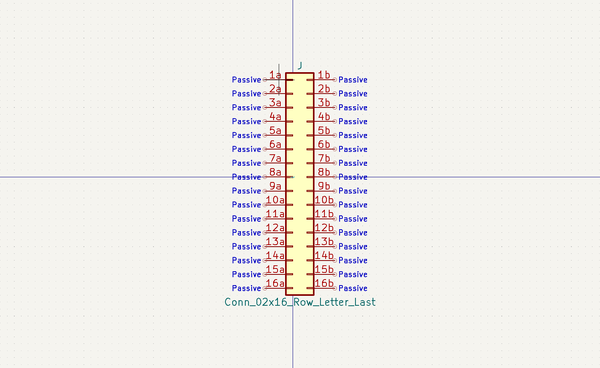 J
Passive 1a 1b Passive
Passive 2a 2b Passive
Passive 3a 3b Passive
Passive 4a 4b Passive
Passive 5a 5b Passive
Passive 6a 6b Passive
Passive 7a 7b Passive
Passive 8a 8b Passive
Passive 9a 9b Passive
Passive 10a 10b Passive
Passive 11a 11b Passive
Passive 12a 12b Passive
Passive 13a 13b Passive
Passive 14a 14b Passive
Passive 15a 15b Passive
Passive 16a 16b Passive
Conn_02x16_Row_Letter_Last